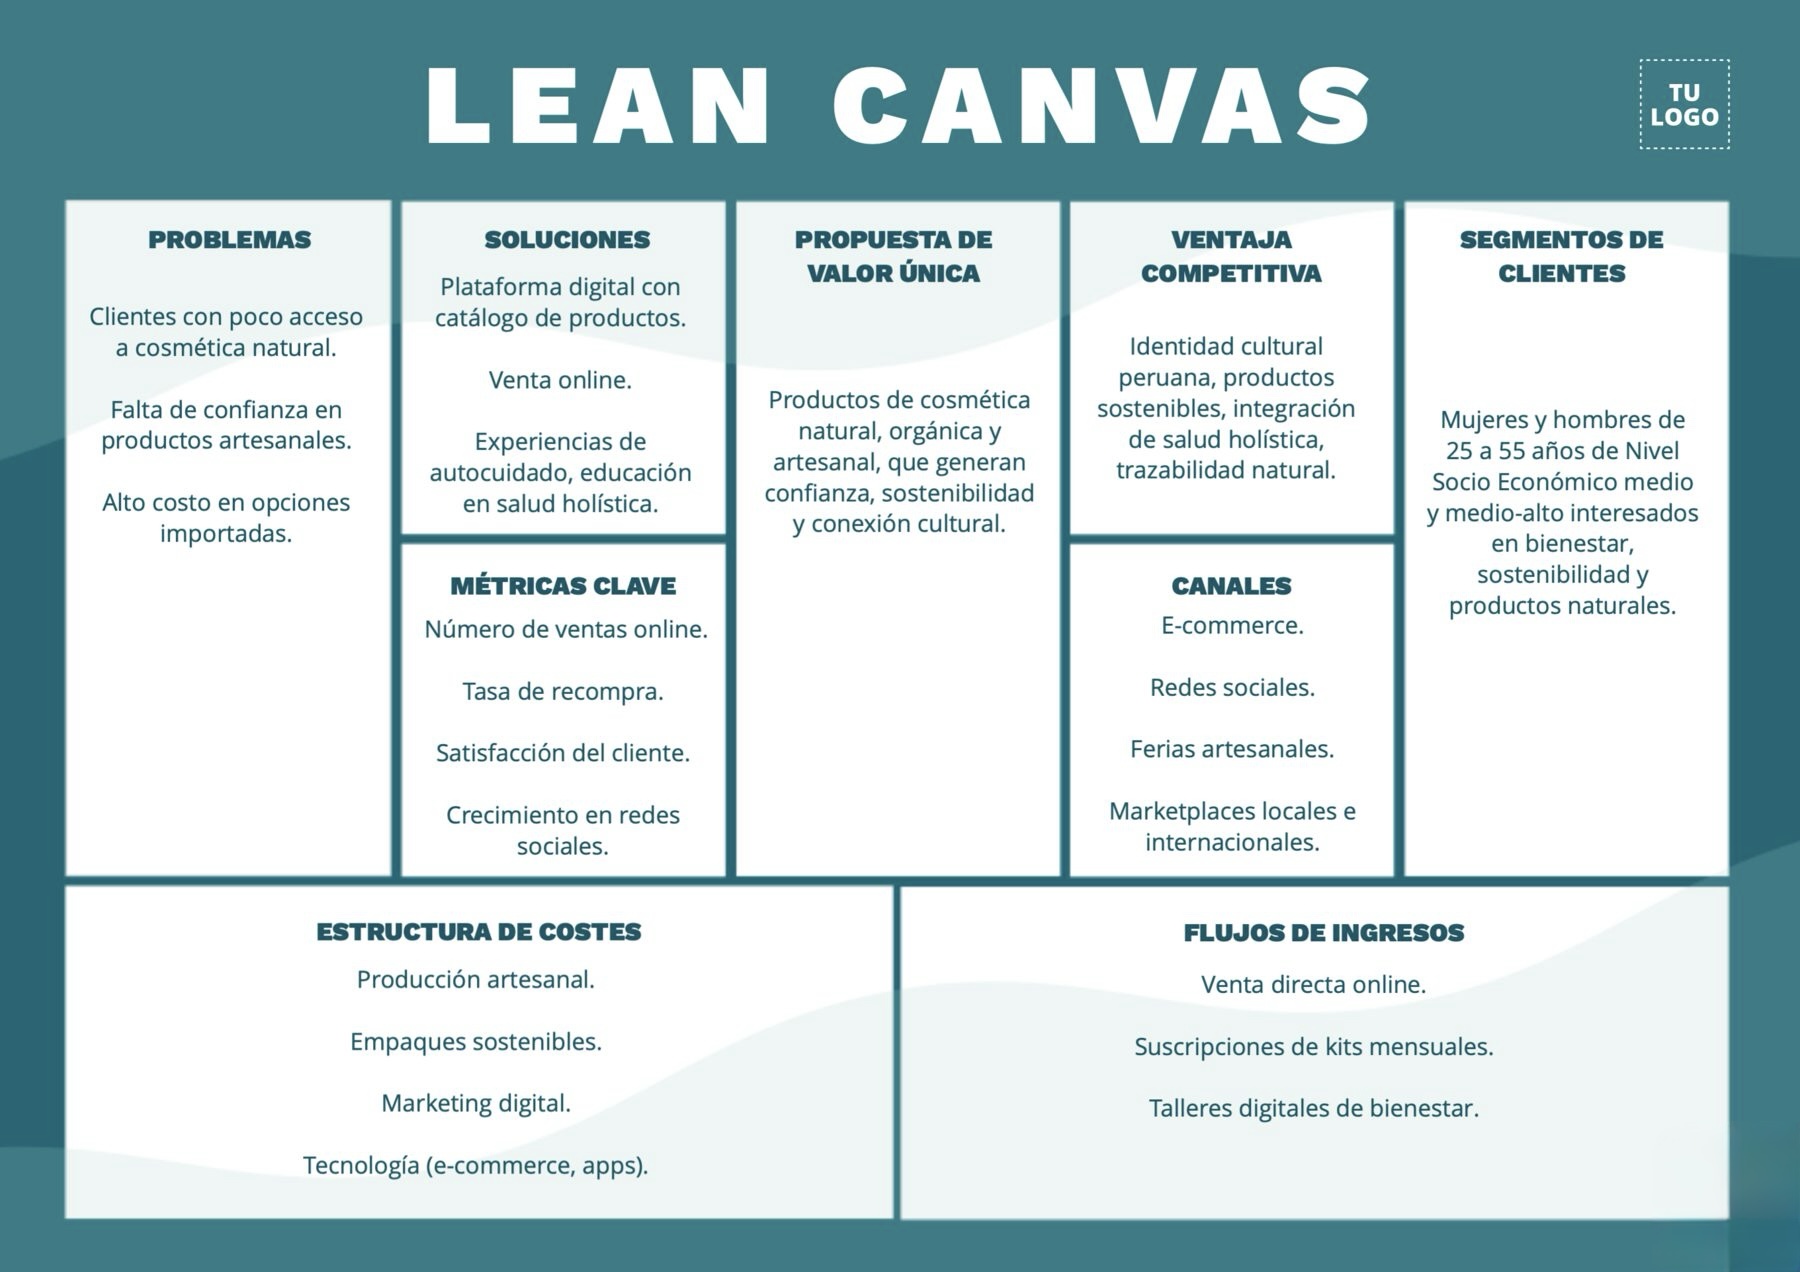 LEAN CANVAS
TU
LOGO
PROBLEMAS
Clientes con poco acceso
a cosmética natural.
Falta de confianza en
productos artesanales.
Alto costo en opciones
importadas.
SOLUCIONES
Plataforma digital con
catálogo de productos.
Venta online.
Experiencias de
autocuidado, educación
en salud holística.
MÉTRICAS CLAVE
Número de ventas online.
Tasa de recompra.
Satisfacción del cliente.
Crecimiento en redes
sociales.
PROPUESTA DE
VALOR ÚNICA
Productos de cosmética
natural, orgánica y
artesanal, que generan
confianza, sostenibilidad
y conexión cultural.
VENTAJA
COMPETITIVA
Identidad cultural
peruana, productos
sostenibles, integración
de salud holística,
trazabilidad natural.
CANALES
E-commerce.
Redes sociales.
Ferias artesanales.
Marketplaces locales e
internacionales.
SEGMENTOS DE
CLIENTES
Mujeres y hombres de
25 a 55 años de Nivel
Socio Económico medio
y medio-alto interesados
en bienestar,
sostenibilidad y
productos naturales.
ESTRUCTURA DE COSTES
Producción artesanal.
Empaques sostenibles.
Marketing digital.
Tecnología (e-commerce, apps).
FLUJOS DE INGRESOS
Venta directa online.
Suscripciones de kits mensuales.
Talleres digitales de bienestar.